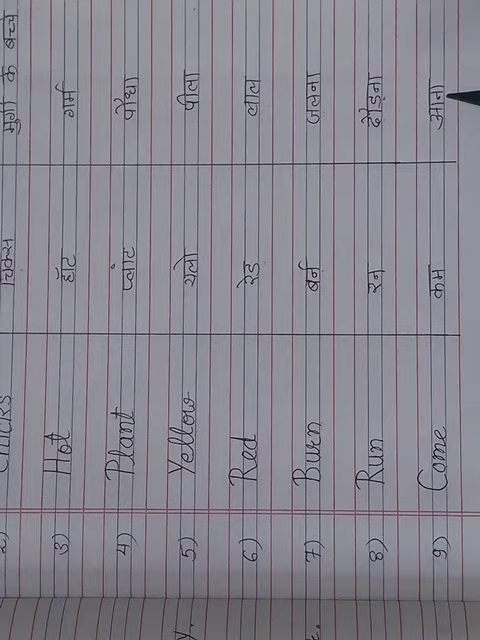 2) Chicks चिक्स मुर्गी के बच्चे
3) Hot हॉट गर्म
4) Plant प्लांट पौधा
5) Yellow यलो पीला
6) Red रेड लाल
7) Burn बर्न जलना
8) Run रन दौड़ना
9) Come कम आना